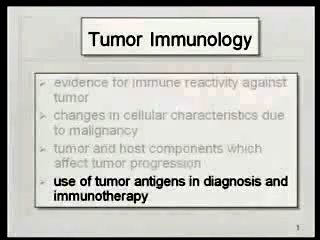 Tumor Immunology
evidence for immune reactivity against
tumor
changes in cellular characteristics due
to malignancy
tumor and host components which
affect tumor progression
use of tumor antigens in diagnosis and
immunotherapy
1